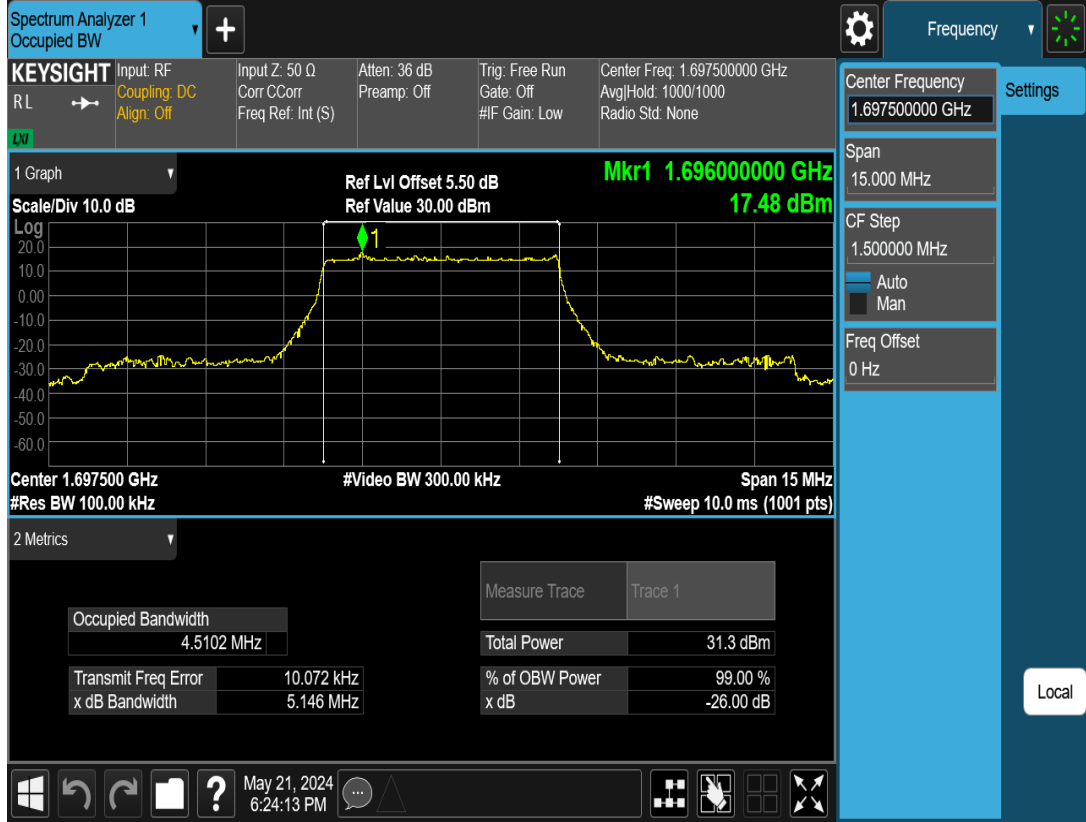 Spectrum Analyzer 1
Occupied BW
Frequency
KEYSIGHT
R L
LXI
Input: RF
Coupling: DC
Align: Off
Input Z: 50 Ω
Corr CCorr
Freq Ref: Int (S)
Atten: 36 dB
Preamp: Off
Trig: Free Run
Gate: Off
#IF Gain: Low
Center Freq: 1.697500000 GHz
Avg|Hold: 1000/1000
Radio Std: None
Center Frequency
1.697500000 GHz
Settings
Span
15.000 MHz
CF Step
1.500000 MHz
Auto
Man
Freq Offset
0 Hz
Local
1 Graph
Ref Lvl Offset 5.50 dB
Mkr1 1.696000000 GHz
Scale/Div 10.0 dB
Ref Value 30.00 dBm
17.48 dBm
Log
1
20.0
10.0
0.00
-10.0
-20.0
-30.0
-40.0
-50.0
-60.0
Center 1.697500 GHz
#Video BW 300.00 kHz
Span 15 MHz
#Res BW 100.00 kHz
#Sweep 10.0 ms (1001 pts)
2 Metrics
Measure Trace
Trace 1
Occupied Bandwidth
4.5102 MHz
Total Power
31.3 dBm
Transmit Freq Error
10.072 kHz
% of OBW Power
99.00 %
x dB Bandwidth
5.146 MHz
x dB
-26.00 dB
?
May 21, 2024
6:24:13 PM